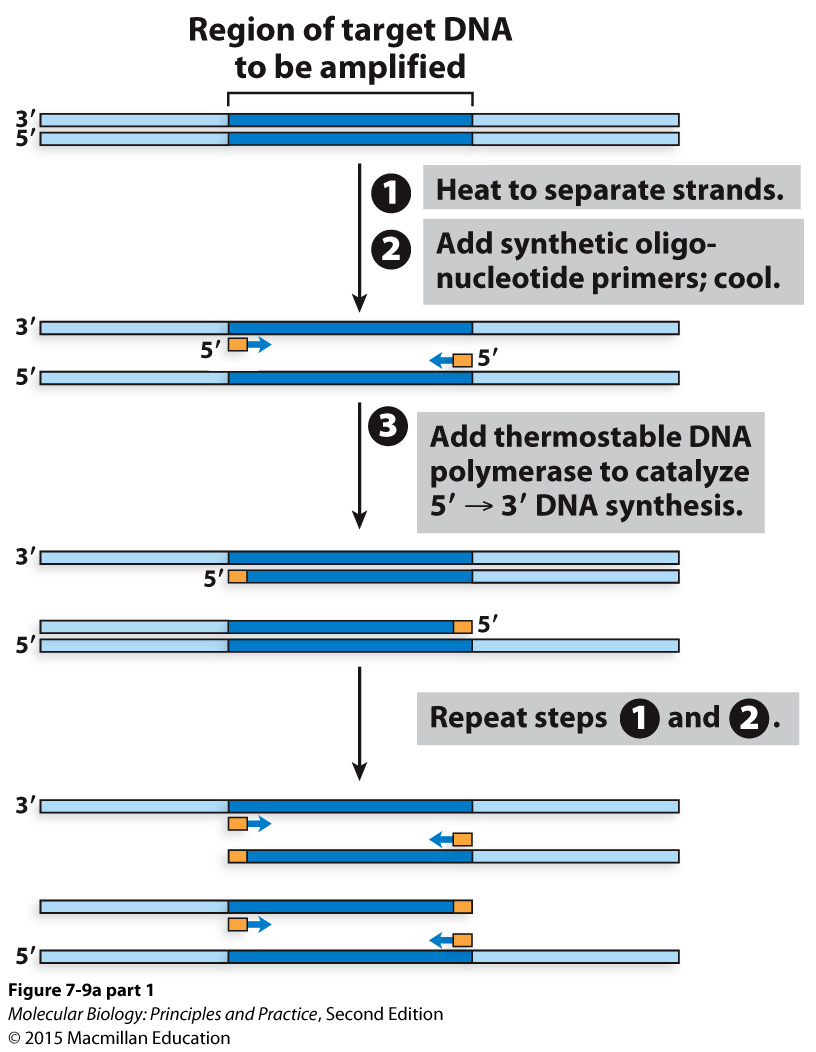 Region of target DNA
to be amplified
3′
5′
1 Heat to separate strands.
2 Add synthetic oligo-
nucleotide primers; cool.
3′
5′
5′
5′
3 Add thermostable DNA
polymerase to catalyze
5′ → 3′ DNA synthesis.
3′
5′
5′
5′
Repeat steps 1 and 2.
3′
5′
Figure 7-9a part 1
Molecular Biology: Principles and Practice, Second Edition
© 2015 Macmillan Education